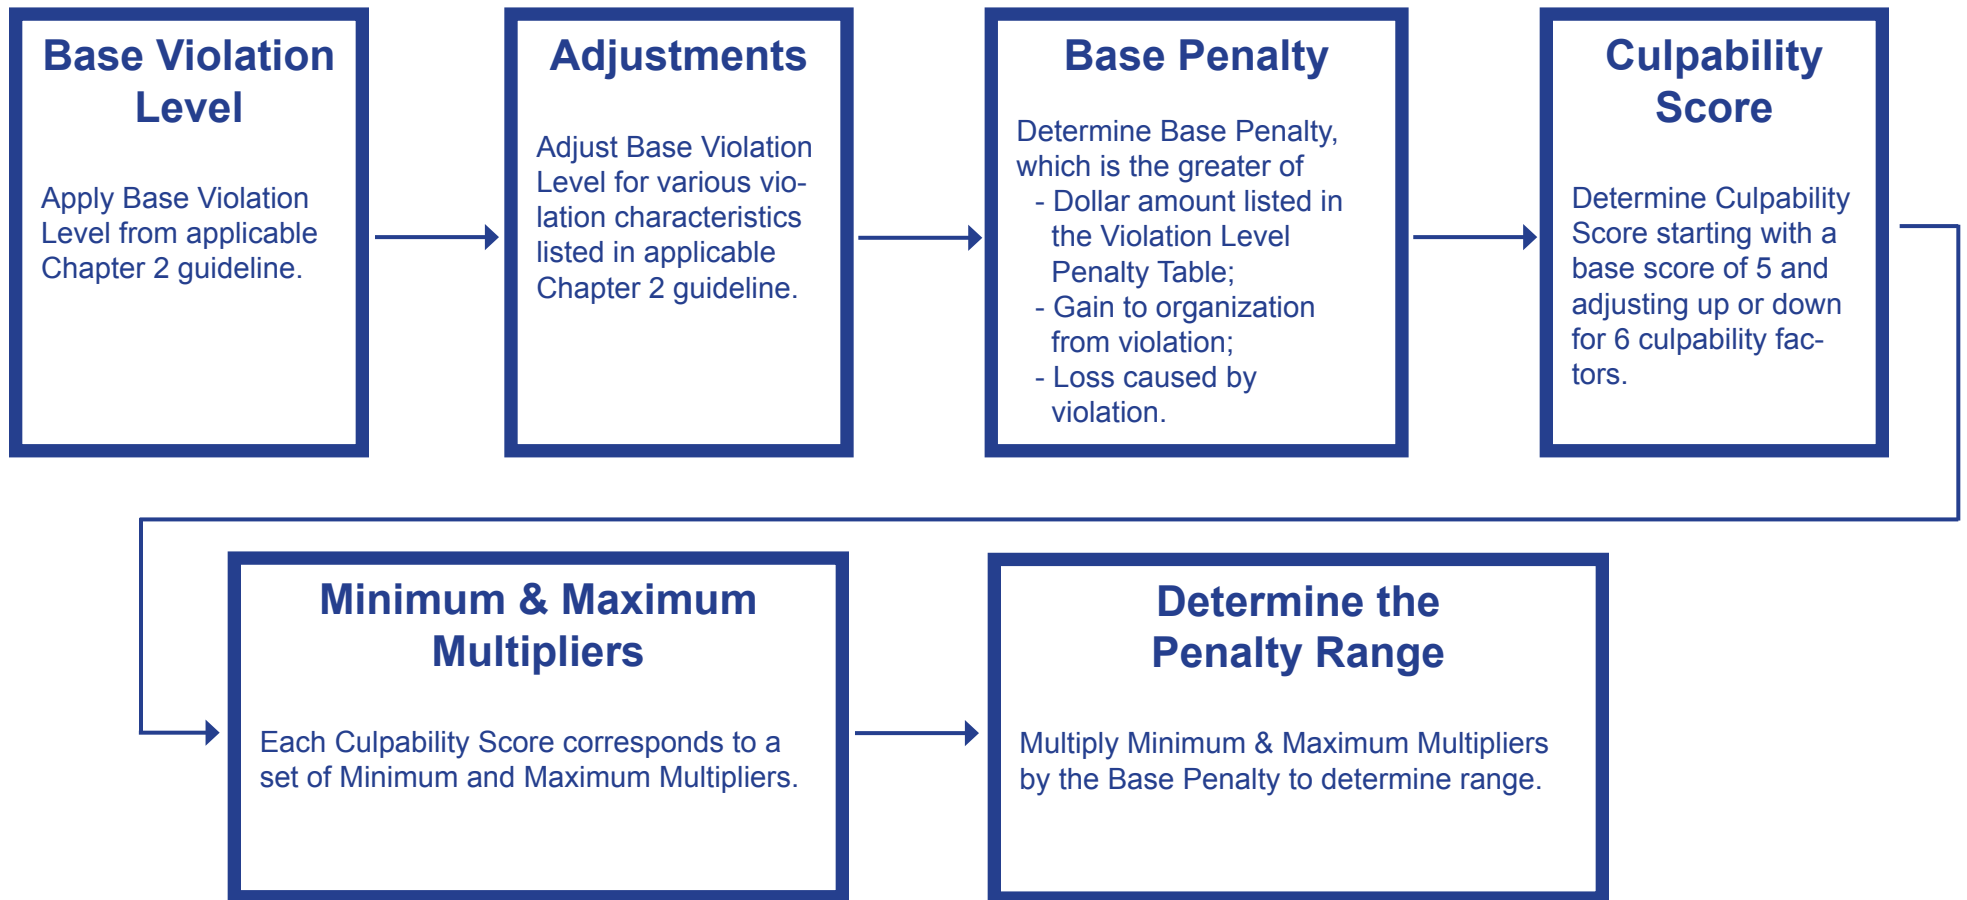 Base Violation
Level
Apply Base Violation
Level from applicable
Chapter 2 guideline.
Adjustments
Adjust Base Violation
Level for various vio-
lation characteristics
listed in applicable
Chapter 2 guideline.
Base Penalty
Determine Base Penalty,
which is the greater of
- Dollar amount listed in
the Violation Level
Penalty Table;
- Gain to organization
from violation;
- Loss caused by
violation.
Culpability
Score
Determine Culpability
Score starting with a
base score of 5 and
adjusting up or down
for 6 culpability fac-
tors.
Minimum & Maximum
Multipliers
Each Culpability Score corresponds to a
set of Minimum and Maximum Multipliers.
Determine the
Penalty Range
Multiply Minimum & Maximum Multipliers
by the Base Penalty to determine range.